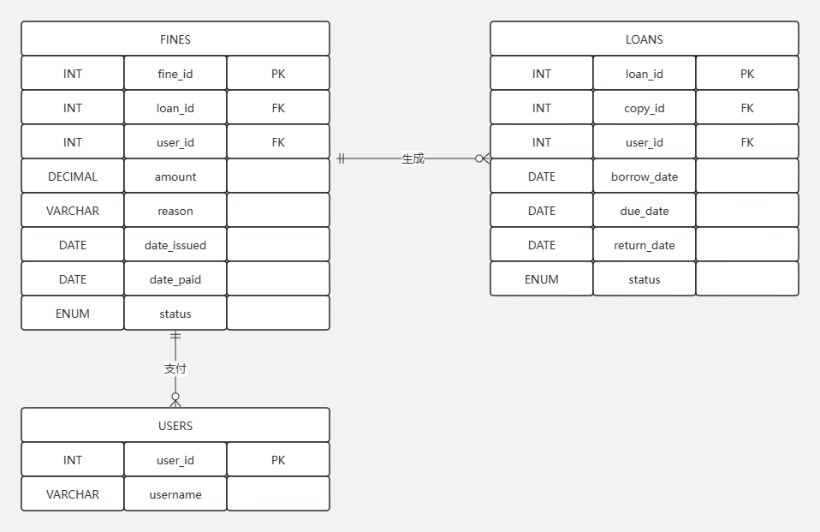 FINES
INT fine_id PK
INT loan_id FK
INT user_id FK
DECIMAL amount
VARCHAR reason
DATE date_issued
DATE date_paid
ENUM status
生成
LOANS
INT loan_id PK
INT copy_id FK
INT user_id FK
DATE borrow_date
DATE due_date
DATE return_date
ENUM status
支付
USERS
INT user_id PK
VARCHAR username